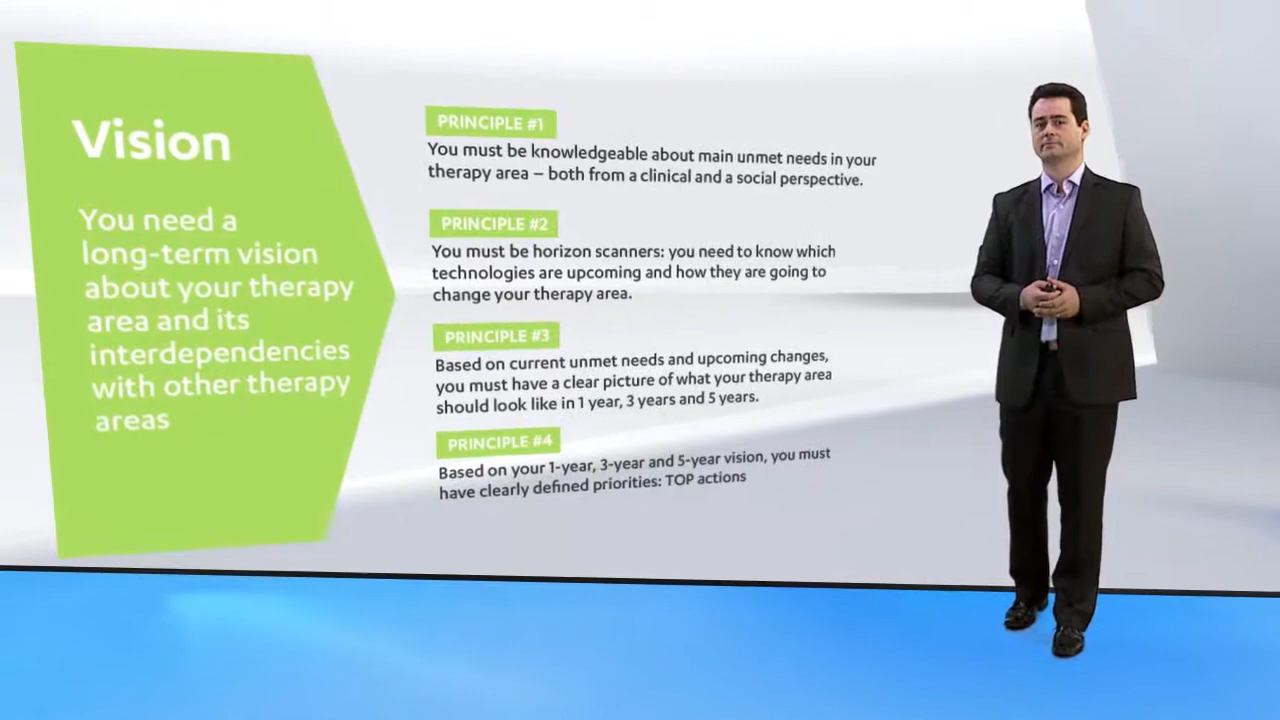 Vision
You need a
long-term vision
about your therapy
area and its
interdependencies
with other therapy
areas
PRINCIPLE #1
You must be knowledgeable about main unmet needs in your
therapy area – both from a clinical and a social perspective.
PRINCIPLE #2
You must be horizon scanners: you need to know which
technologies are upcoming and how they are going to
change your therapy area.
PRINCIPLE #3
Based on current unmet needs and upcoming changes,
you must have a clear picture of what your therapy area
should look like in 1 year, 3 years and 5 years.
PRINCIPLE #4
Based on your 1-year, 3-year and 5-year vision, you must
have clearly defined priorities: TOP actions